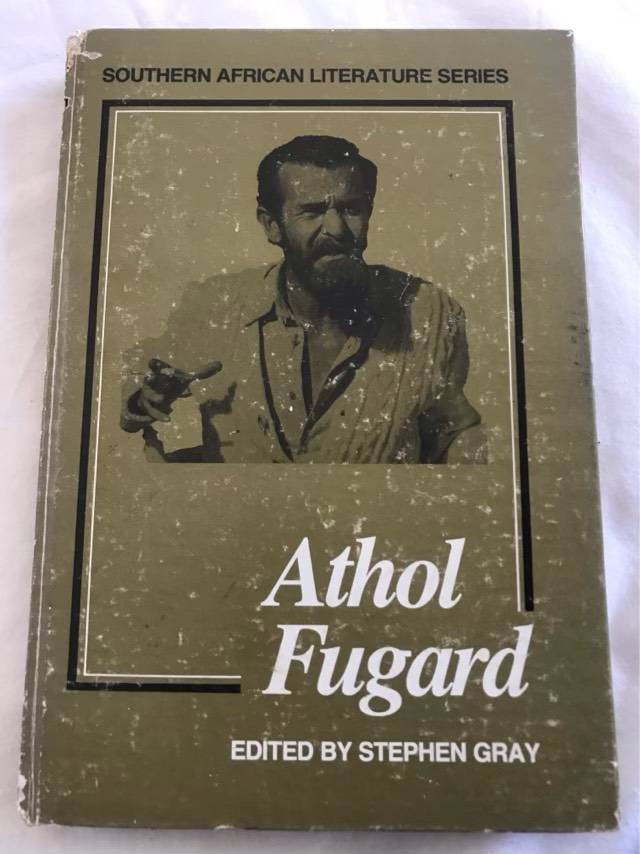 SOUTHERN AFRICAN LITERATURE SERIES
Athol
Fugard
EDITED BY STEPHEN GRAY